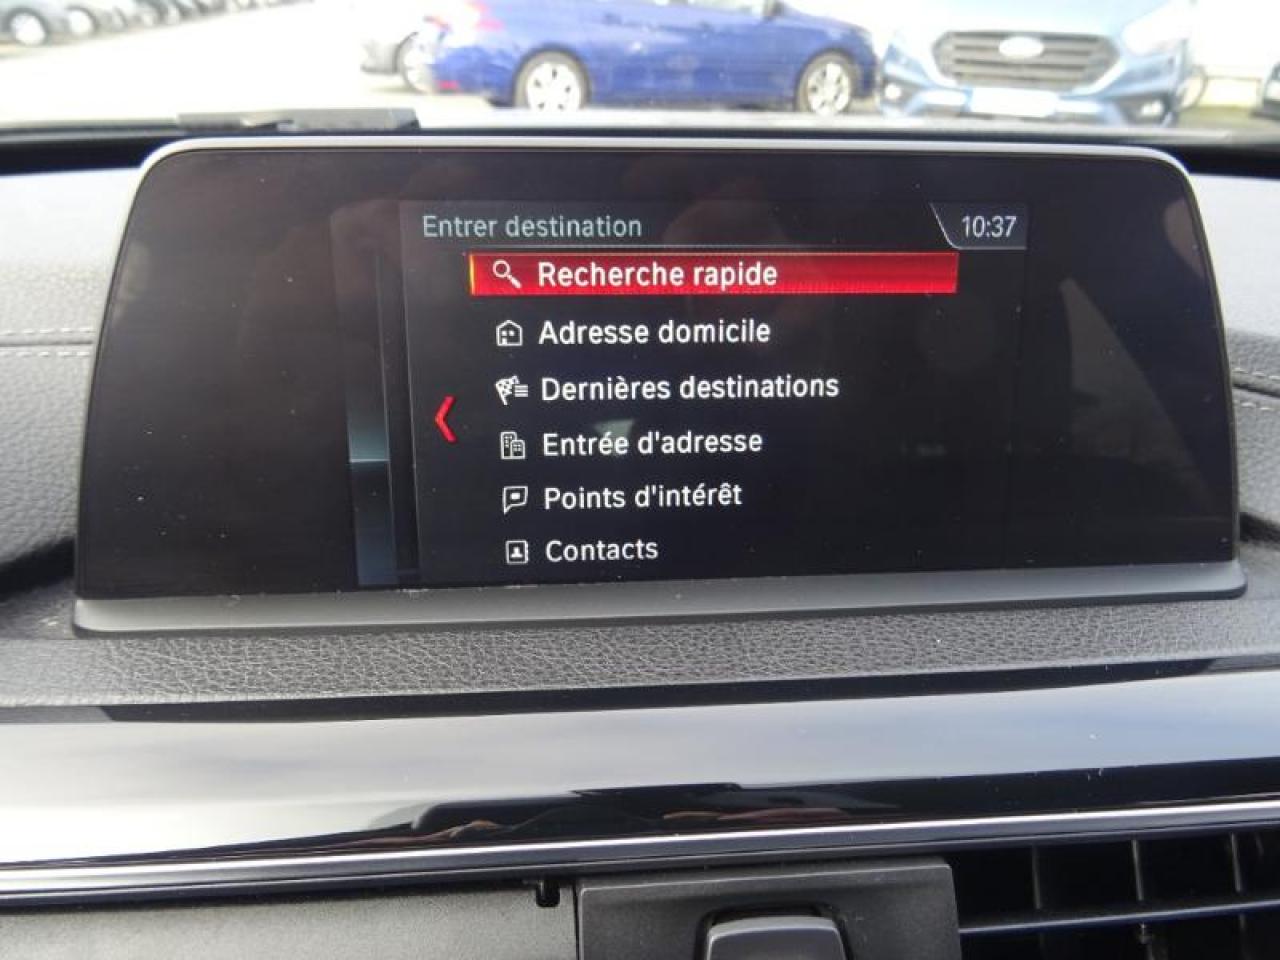 Entrer destination
10:37
Recherche rapide
Adresse domicile
Dernières destinations
Entrée d'adresse
Points d'intérêt
Contacts